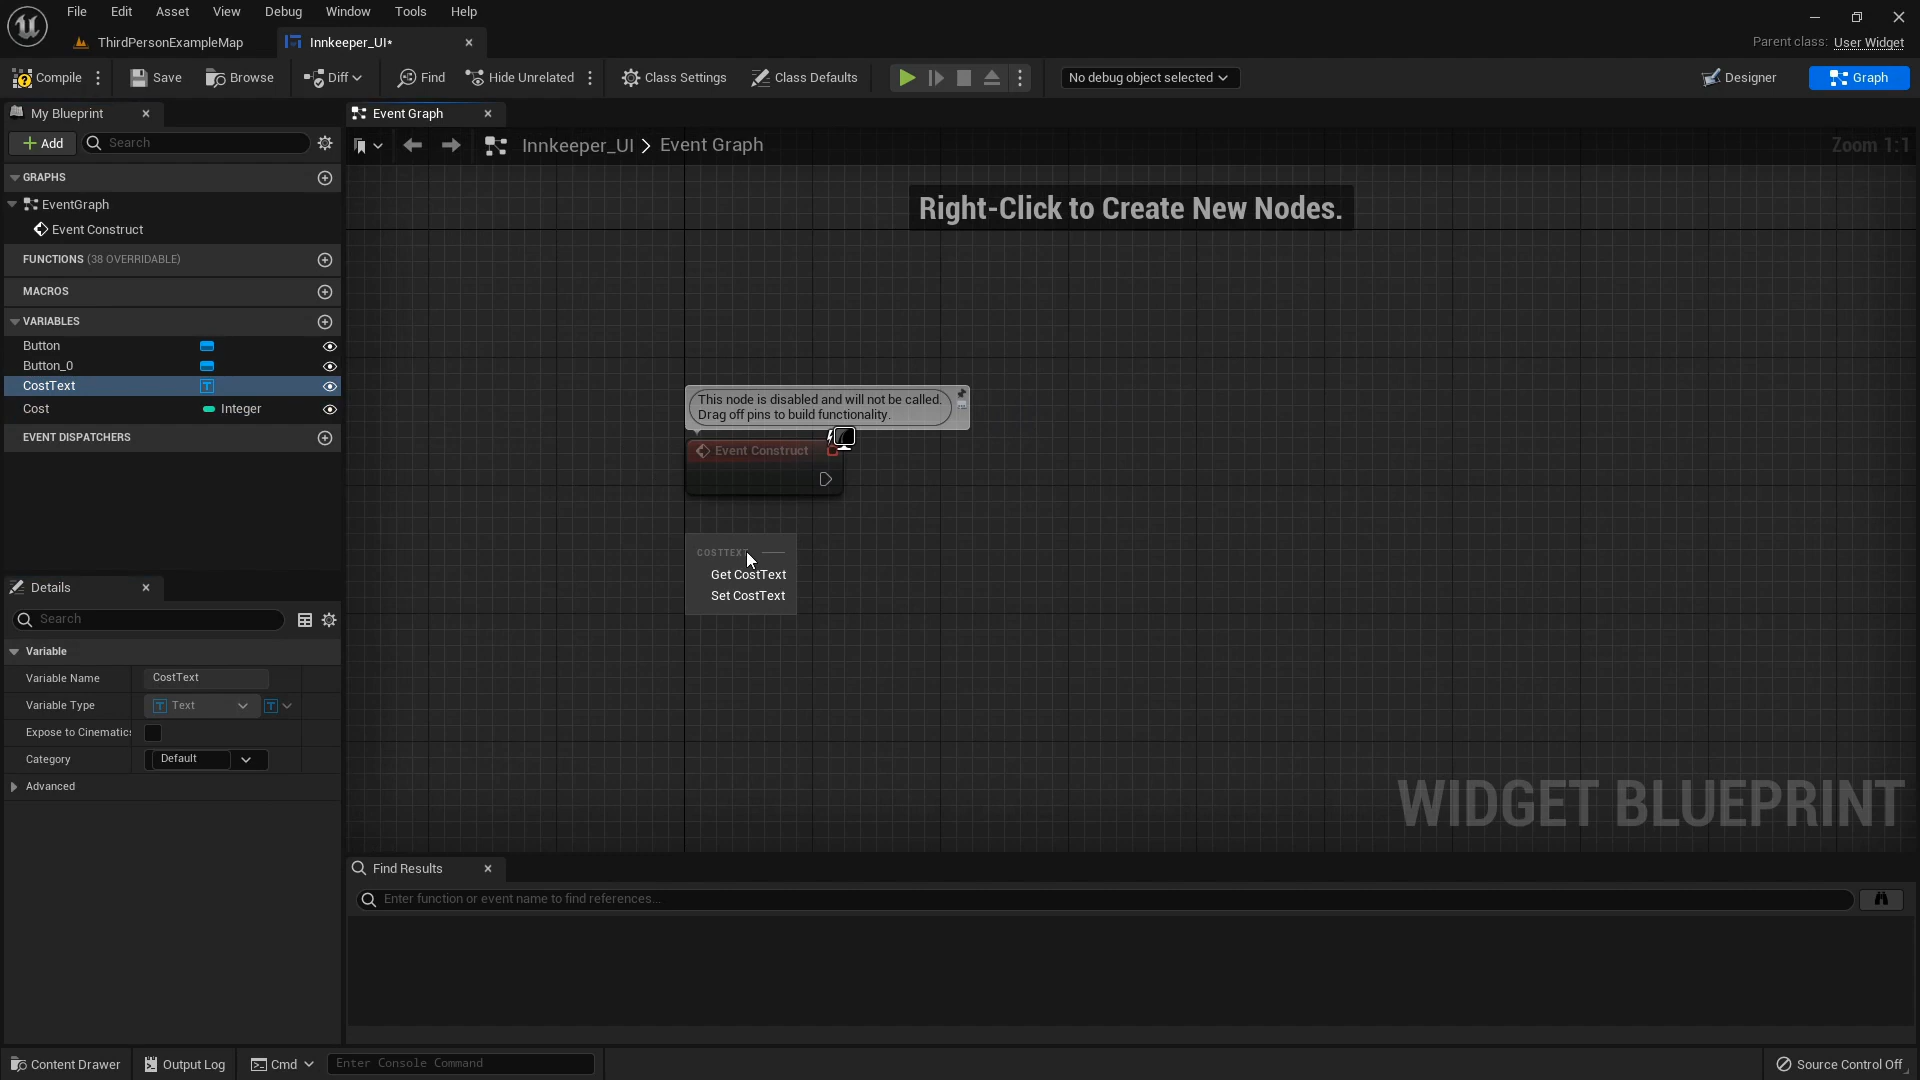 File Edit Asset View Debug Window Tools Help
ThirdPersonExampleMap Innkeeper_UI* Parent class: User Widget
Compile Save Browse Diff Find Hide Unrelated Class Settings Class Defaults No debug object selected Designer Graph
My Blueprint
Event Graph
Add Search
Innkeeper_UI > Event Graph Zoom 1:1
GRAPHS
EventGraph
Event Construct
FUNCTIONS (38 OVERRIDABLE)
MACROS
VARIABLES
Button
Button_0
CostText
Cost Integer
EVENT DISPATCHERS
Right-Click to Create New Nodes.
This node is disabled and will not be called.
Drag off pins to build functionality.
Event Construct
COSTTEXT
Get CostText
Set CostText
WIDGET BLUEPRINT
Details
Search
Variable
Variable Name CostText
Variable Type Text
Expose to Cinematics
Category Default
Advanced
Find Results
Enter function or event name to find references...
Content Drawer Output Log Cmd Enter Console Command Source Control Off